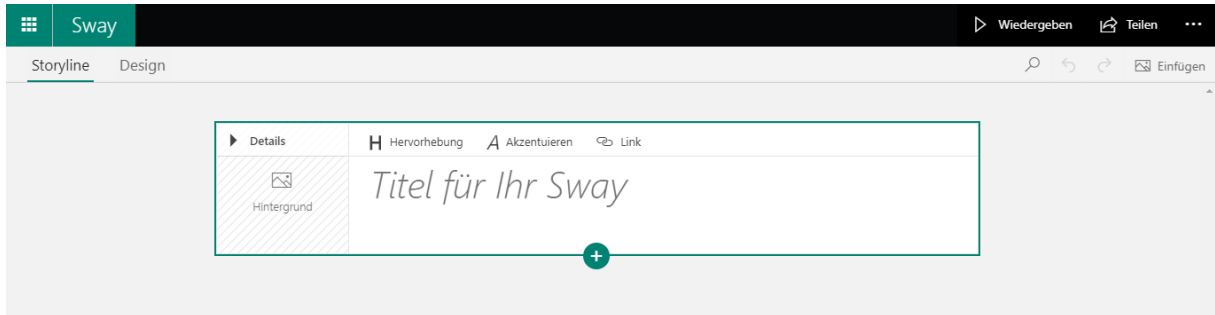 Sway Wiedergeben Teilen ...
Storyline Design Einfügen
Details H Hervorhebung A Akzentuieren Link
Hintergrund
Titel für Ihr Sway